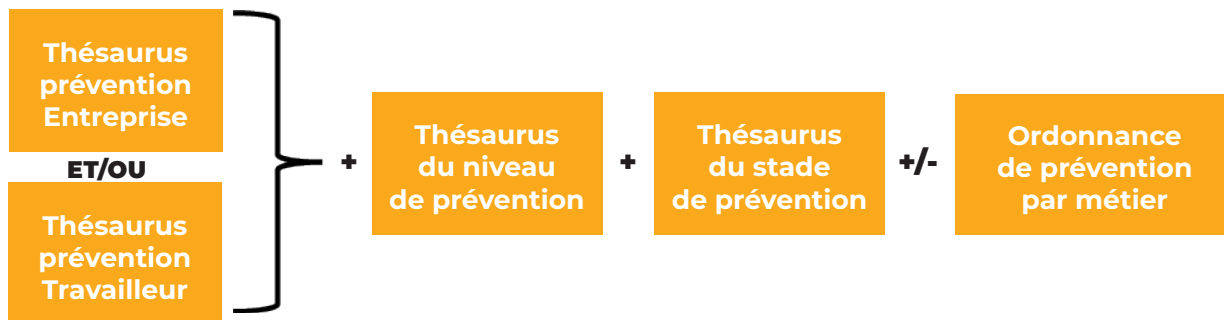 Thésaurus
prévention
Entreprise
ET/OU
Thésaurus
prévention
Travailleur
+
Thésaurus
du niveau
de prévention
+
Thésaurus
du stade
de prévention
+/-
Ordonnance
de prévention
par métier